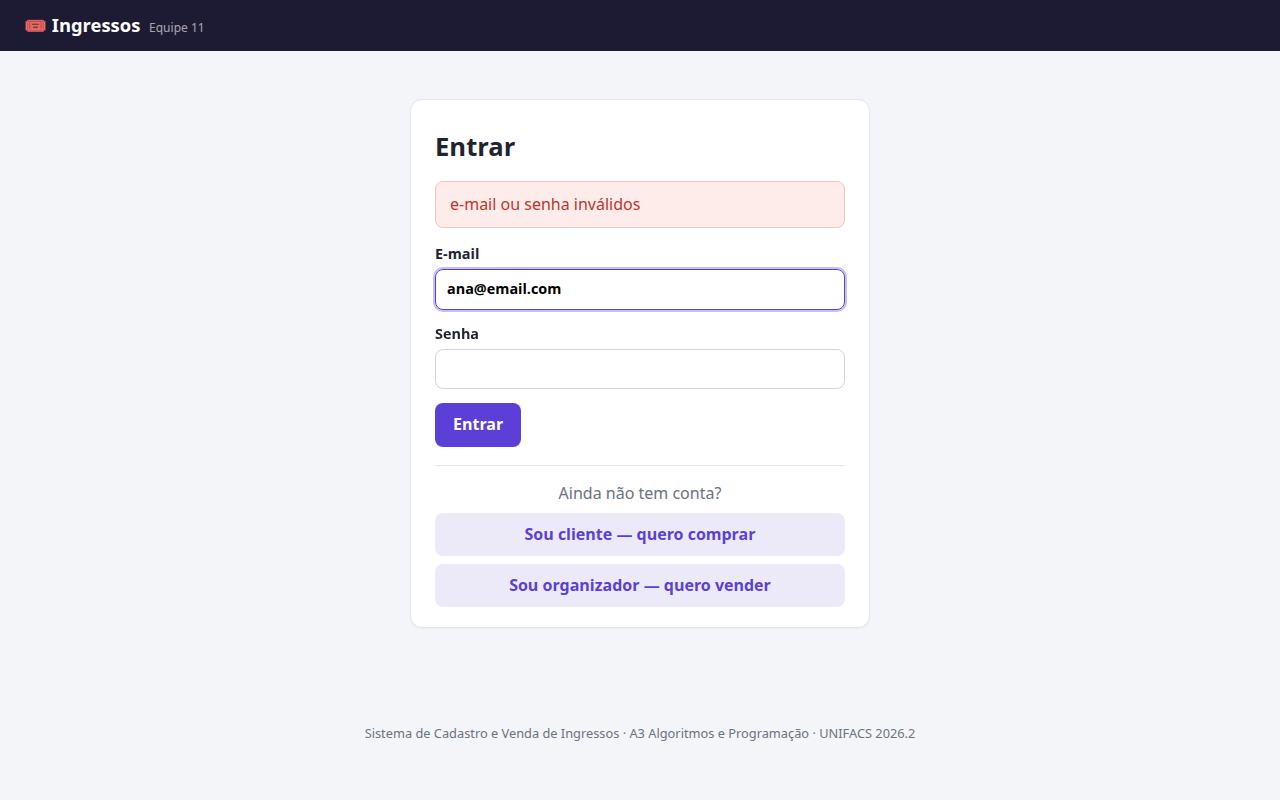 Ingressos Equipe 11
Entrar
e-mail ou senha inválidos
E-mail
ana@email.com
Senha
Entrar
Ainda não tem conta?
Sou cliente — quero comprar
Sou organizador — quero vender
Sistema de Cadastro e Venda de Ingressos · A3 Algoritmos e Programação · UNIFACS 2026.2